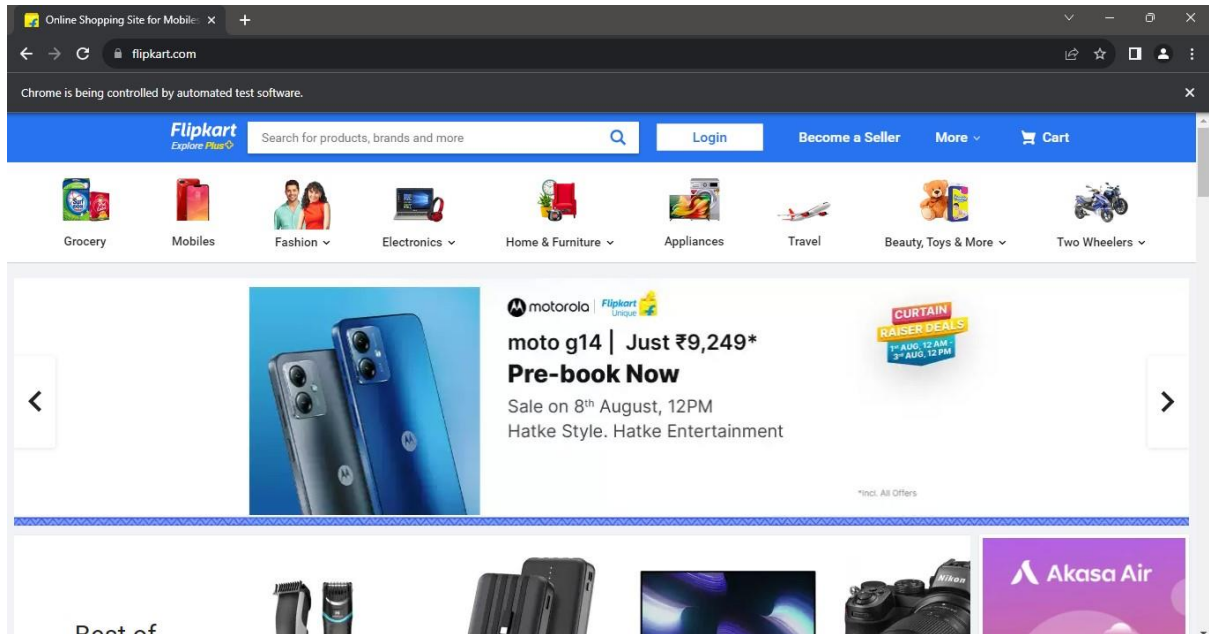 Online Shopping Site for Mobiles
flipkart.com
Chrome is being controlled by automated test software.
Flipkart
Explore Plus
Search for products, brands and more
Login
Become a Seller
More
Cart
Grocery
Mobiles
Fashion
Electronics
Home & Furniture
Appliances
Travel
Beauty, Toys & More
Two Wheelers
motorola
Flipkart
Unique
moto g14 | Just ₹9,249*
Pre-book Now
Sale on 8th August, 12PM
Hatke Style. Hatke Entertainment
*Incl. All Offers
CURTAIN
RAISER DEALS
1st AUG, 12 AM -
3rd AUG, 12 PM
Best of
Nikon
Akasa Air